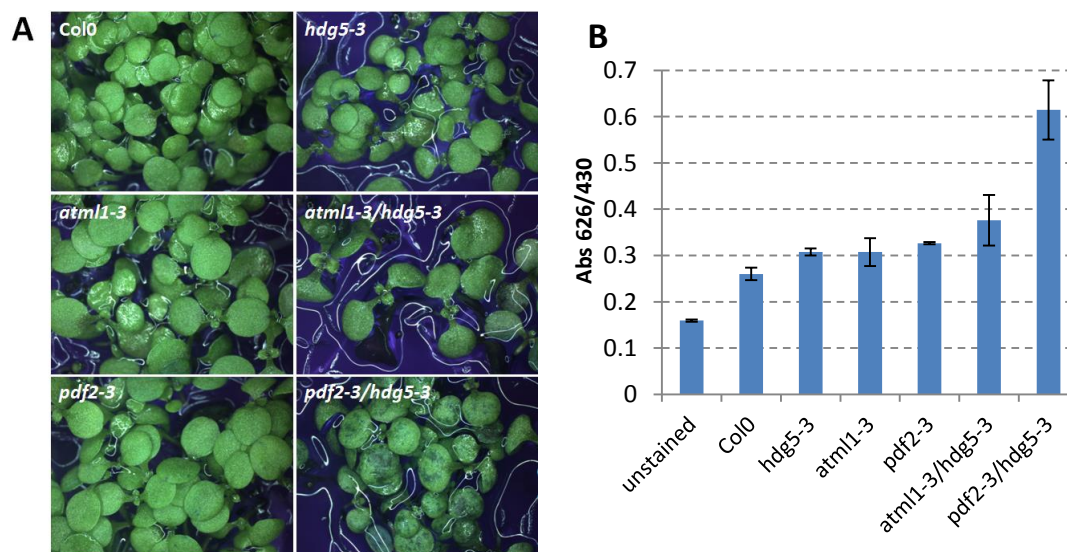 A
Col0
hdg5-3
atml1-3
atml1-3/hdg5-3
pdf2-3
pdf2-3/hdg5-3
B
Abs 626/430
0.7
0.6
0.5
0.4
0.3
0.2
0.1
0
unstained
Col0
hdg5-3
atml1-3
pdf2-3
atml1-3/hdg5-3
pdf2-3/hdg5-3